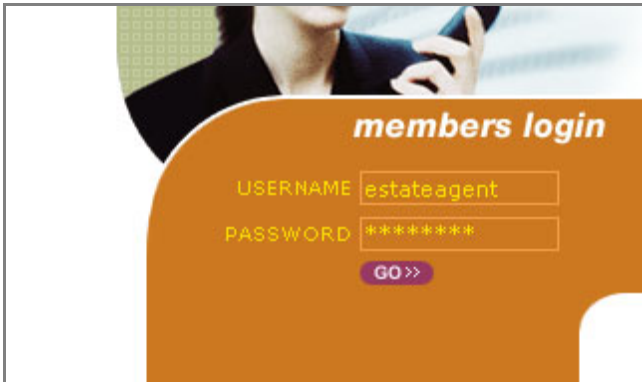 members login
USERNAME estateagent
PASSWORD ********
GO>>